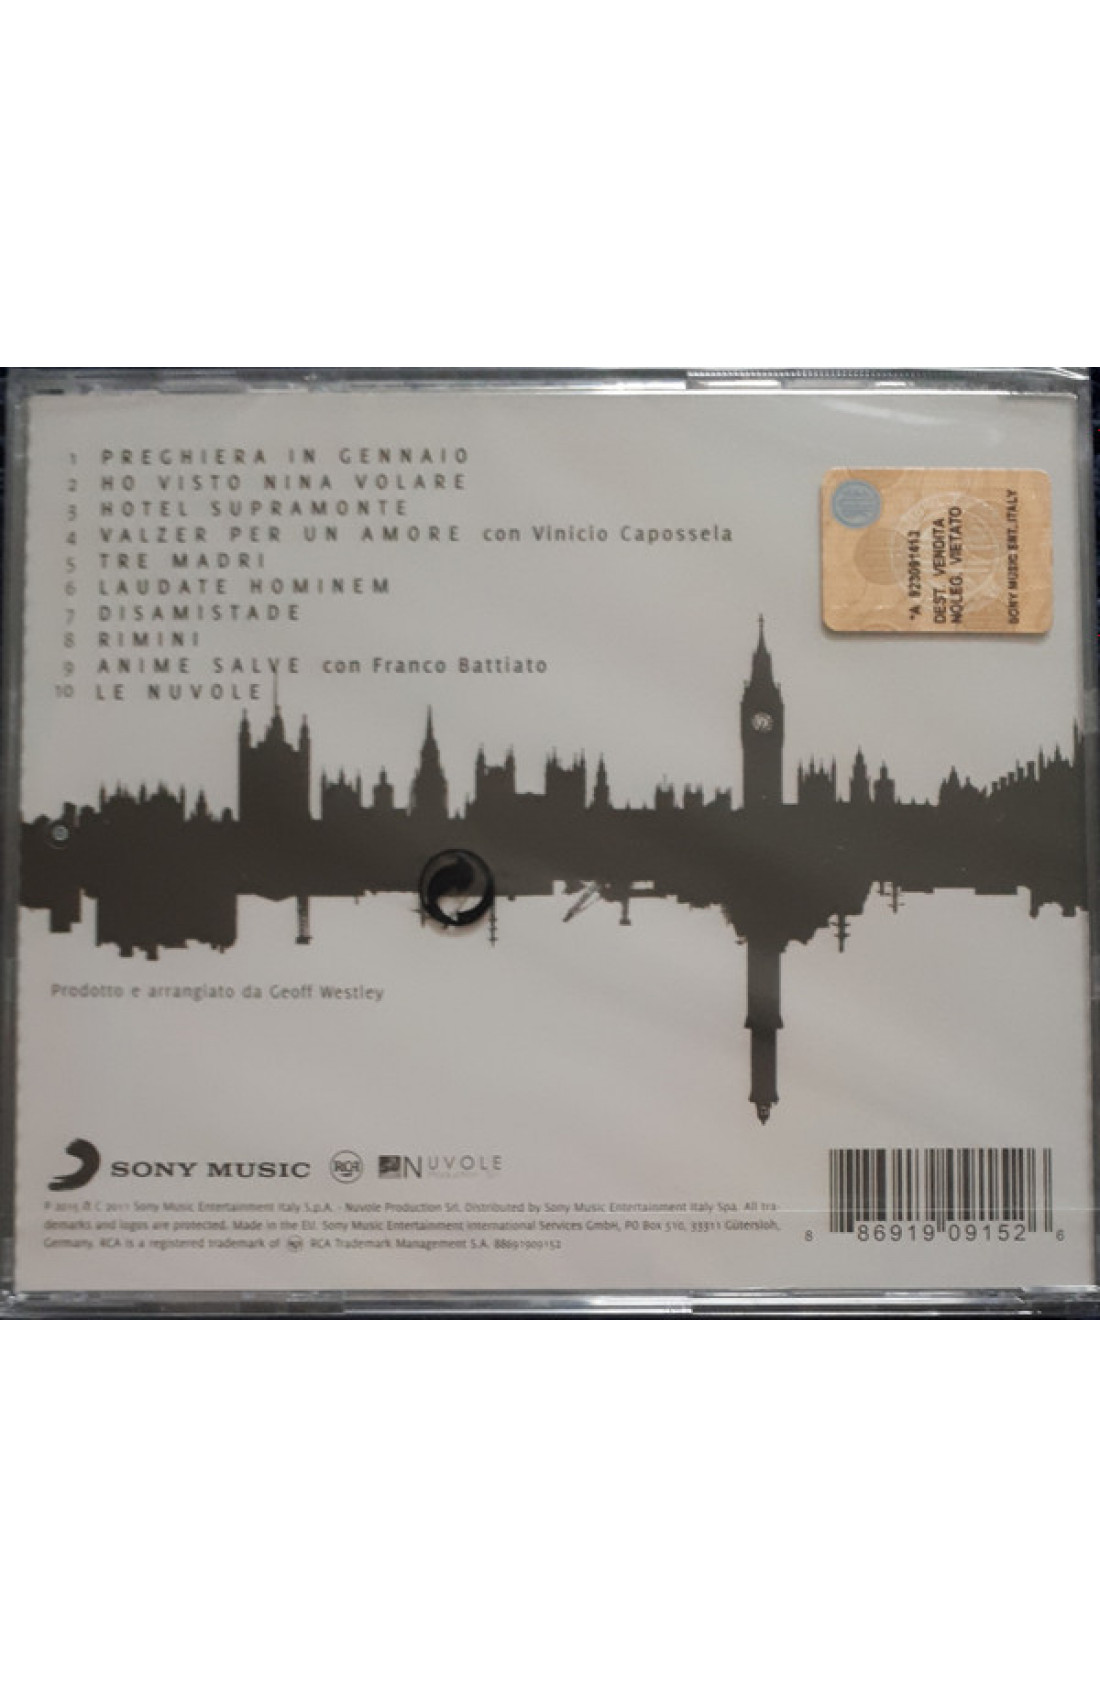 1 PREGHIERA IN GENNAIO
2 HO VISTO NINA VOLARE
3 HOTEL SUPRAMONTE
4 VALZER PER UN AMORE con Vinicio Capossela
5 TRE MADRI
6 LAUDATE HOMINEM
7 DISAMISTADE
8 RIMINI
9 ANIME SALVE con Franco Battiato
10 LE NUVOLE
*A 923091413
DEST. VENDITA
NOLEG. VIETATO
SONY MUSIC ENT. ITALY
Prodotto e arrangiato da Geoff Westley
SONY MUSIC RCA NUVOLE
P 2015 & C 2011 Sony Music Entertainment Italy S.p.A. - Nuvole Production Srl. Distributed by Sony Music Entertainment Italy Spa. All tra-
demarks and logos are protected. Made in the EU. Sony Music Entertainment International Services GmbH, PO Box 510, 33311 Gütersloh,
Germany. RCA is a registered trademark of RCA Trademark Management S.A. 88691909152
8 86919 09152 6